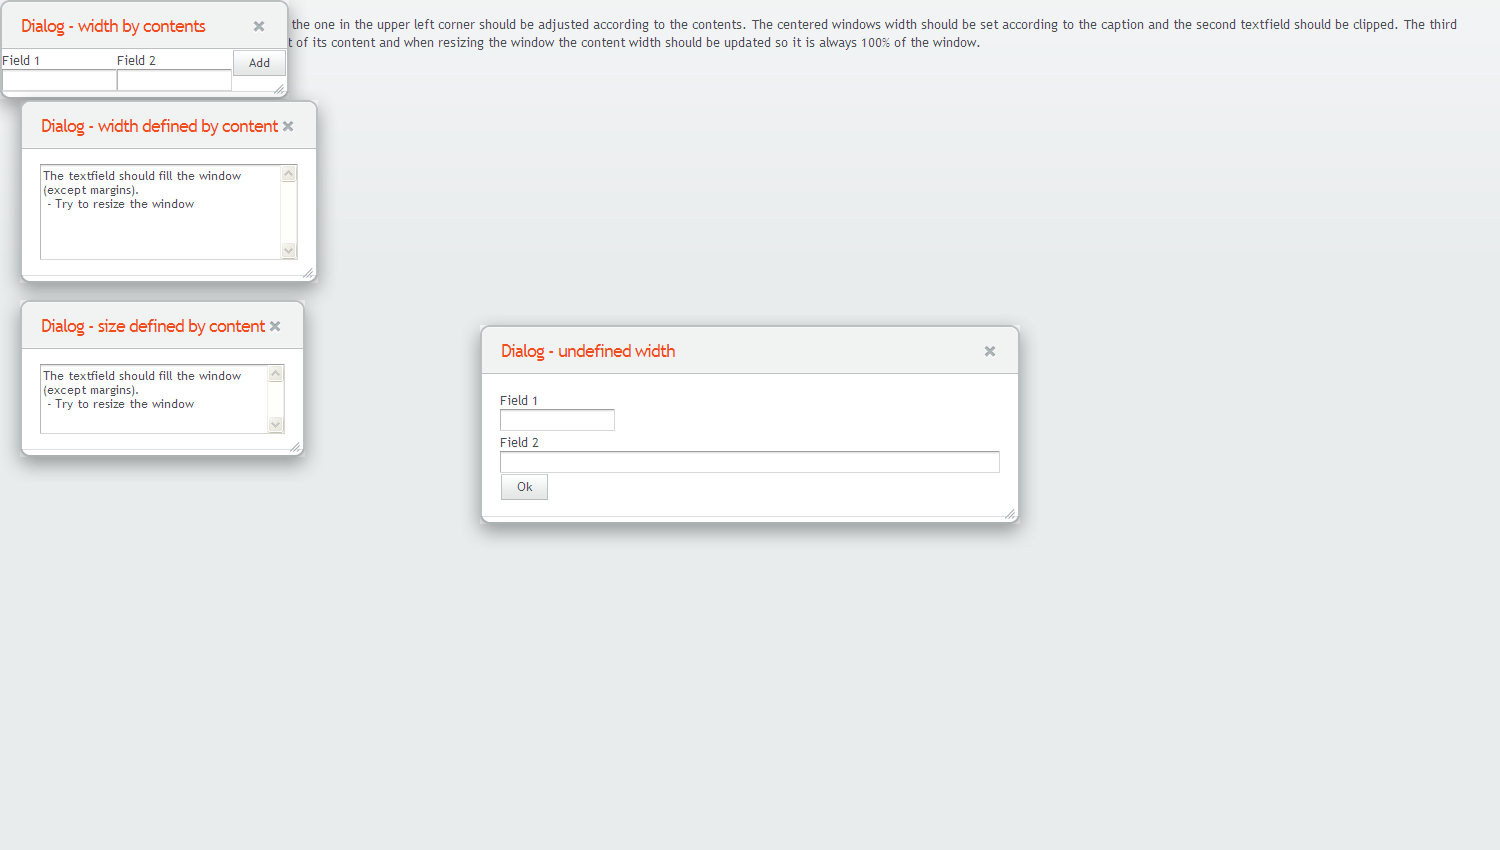 Dialog - width by contents
the one in the upper left corner should be adjusted according to the contents. The centered windows width should be set according to the caption and the second textfield should be clipped. The third
t of its content and when resizing the window the content width should be updated so it is always 100% of the window.
Field 1 Field 2 Add
Dialog - width defined by content
The textfield should fill the window
(except margins).
- Try to resize the window
Dialog - size defined by content
The textfield should fill the window
(except margins).
- Try to resize the window
Dialog - undefined width
Field 1
Field 2
Ok